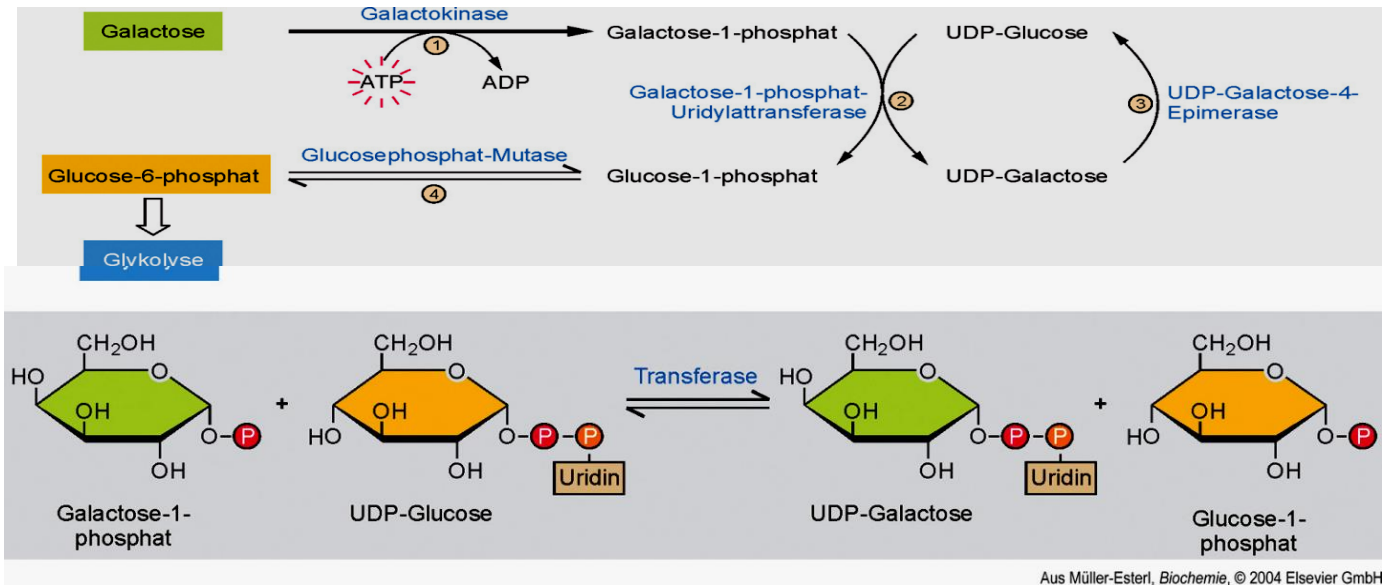 Galactokinase
Galactose
Galactose-1-phosphat
UDP-Glucose
1
ATP
ADP
Galactose-1-phosphat-
Uridylattransferase
2
3
UDP-Galactose-4-
Epimerase
Glucosephosphat-Mutase
Glucose-6-phosphat
4
Glucose-1-phosphat
UDP-Galactose
Glykolyse
CH₂OH
O
HO
OH
OH
O
P
Galactose-1-
phosphat
+
CH₂OH
O
HO
OH
OH
O
P
P
Uridin
UDP-Glucose
Transferase
CH₂OH
O
HO
OH
OH
O
P
P
Uridin
UDP-Galactose
+
CH₂OH
O
HO
OH
OH
O
P
Glucose-1-
phosphat
Aus Müller-Esterl, Biochemie, © 2004 Elsevier GmbH